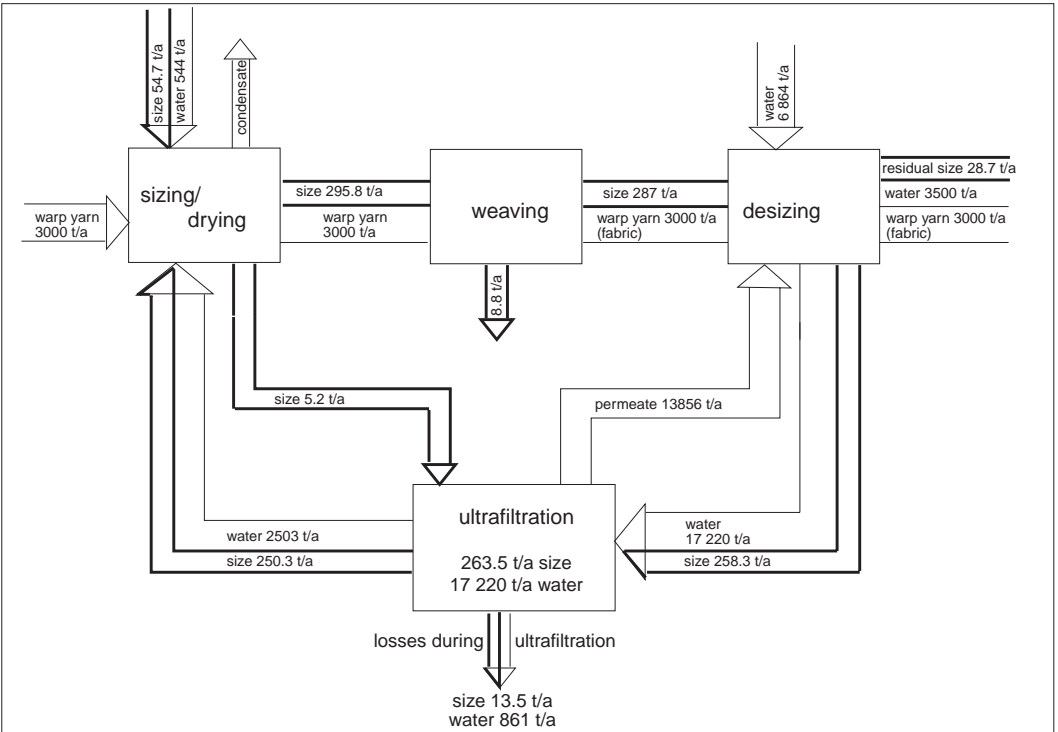 size 54.7 t/a
water 544 t/a
condensate
water
6 864 t/a
sizing/
drying
warp yarn
3000 t/a
size 295.8 t/a
warp yarn
3000 t/a
weaving
8.8 t/a
size 287 t/a
warp yarn 3000 t/a
(fabric)
desizing
residual size 28.7 t/a
water 3500 t/a
warp yarn 3000 t/a
(fabric)
size 5.2 t/a
permeate 13856 t/a
water 2503 t/a
size 250.3 t/a
ultrafiltration
263.5 t/a size
17 220 t/a water
water
17 220 t/a
size 258.3 t/a
losses during ultrafiltration
size 13.5 t/a
water 861 t/a